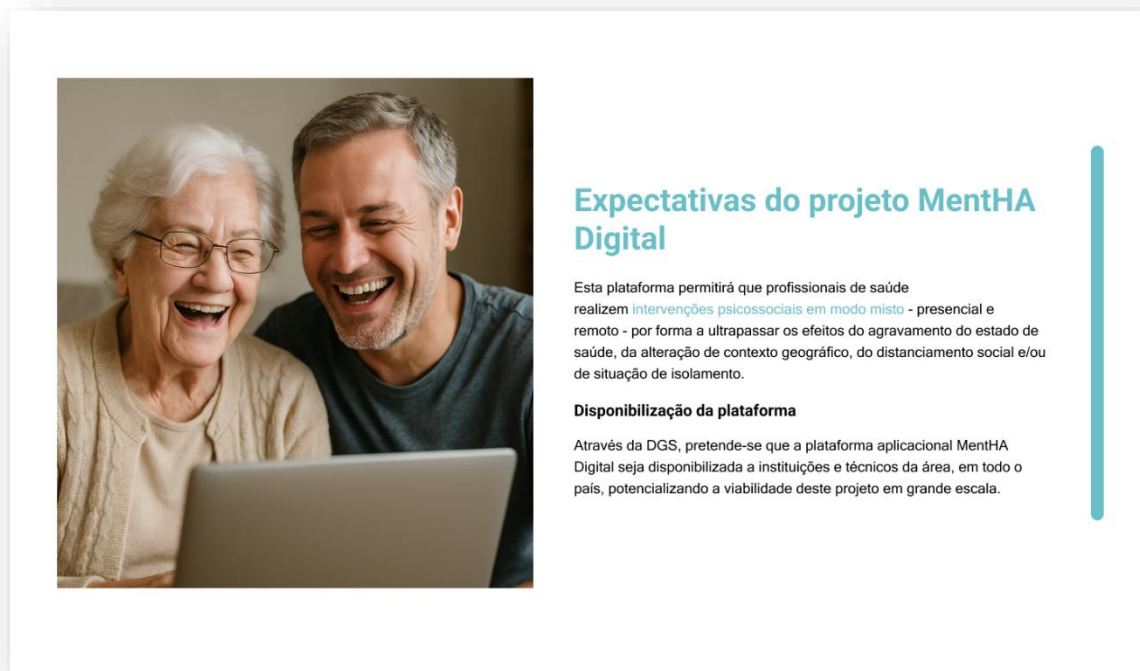 Expectativas do projeto MentHA
Digital
Esta plataforma permitirá que profissionais de saúde
realizem intervenções psicossociais em modo misto - presencial e
remoto - por forma a ultrapassar os efeitos do agravamento do estado de
saúde, da alteração de contexto geográfico, do distanciamento social e/ou
de situação de isolamento.
Disponibilização da plataforma
Através da DGS, pretende-se que a plataforma aplicacional MentHA
Digital seja disponibilizada a instituições e técnicos da área, em todo o
país, potencializando a viabilidade deste projeto em grande escala.